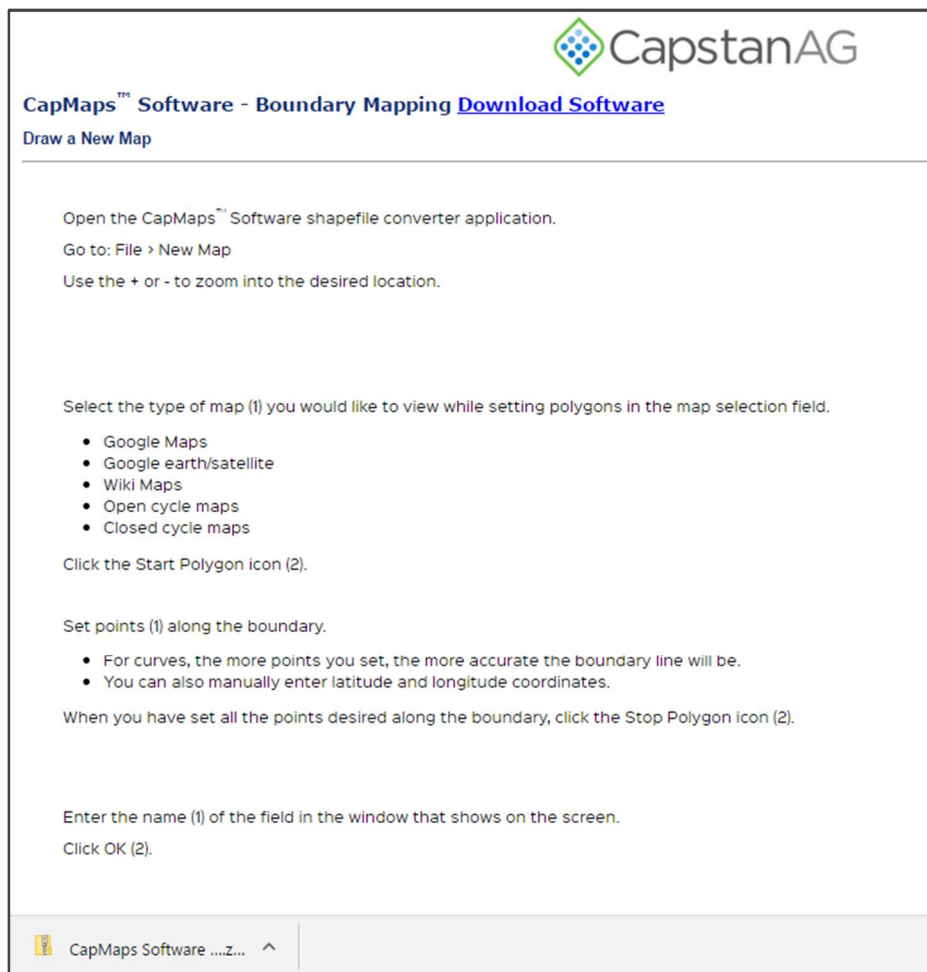 CapstanAG
CapMaps™ Software - Boundary Mapping Download Software
Draw a New Map
Open the CapMaps™ Software shapefile converter application.
Go to: File > New Map
Use the + or - to zoom into the desired location.
Select the type of map (1) you would like to view while setting polygons in the map selection field.
• Google Maps
• Google earth/satellite
• Wiki Maps
• Open cycle maps
• Closed cycle maps
Click the Start Polygon icon (2).
Set points (1) along the boundary.
• For curves, the more points you set, the more accurate the boundary line will be.
• You can also manually enter latitude and longitude coordinates.
When you have set all the points desired along the boundary, click the Stop Polygon icon (2).
Enter the name (1) of the field in the window that shows on the screen.
Click OK (2).
CapMaps Software ....z...